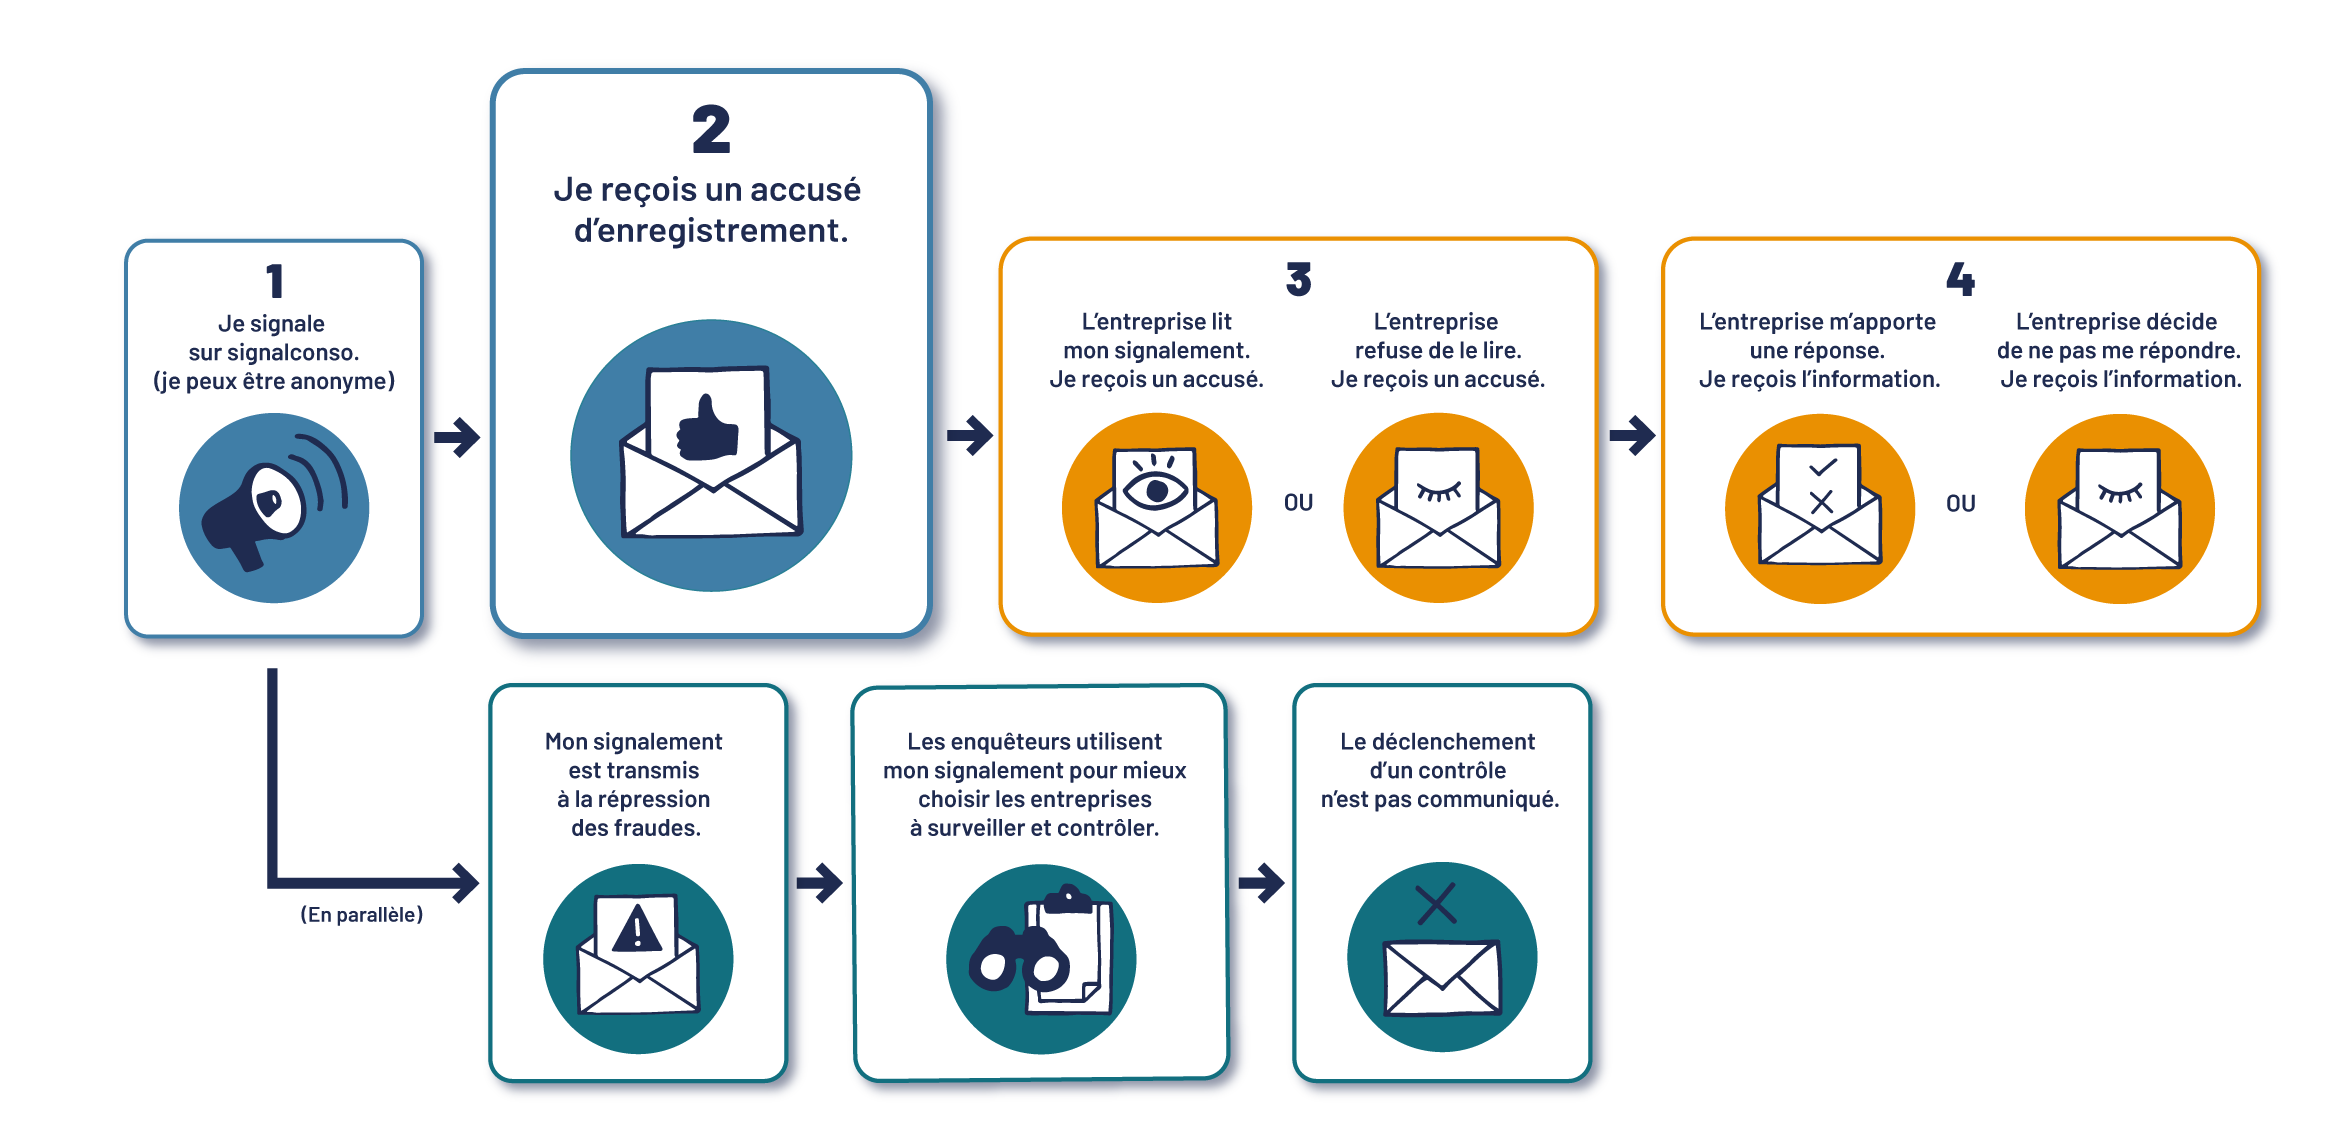 1
Je signale
sur signalconso.
(je peux être anonyme)
2
Je reçois un accusé
d’enregistrement.
3
L’entreprise lit
mon signalement.
Je reçois un accusé.
OU
L’entreprise
refuse de le lire.
Je reçois un accusé.
4
L’entreprise m’apporte
une réponse.
Je reçois l’information.
OU
L’entreprise décide
de ne pas me répondre.
Je reçois l’information.
(En parallèle)
Mon signalement
est transmis
à la répression
des fraudes.
Les enquêteurs utilisent
mon signalement pour mieux
choisir les entreprises
à surveiller et contrôler.
Le déclenchement
d’un contrôle
n’est pas communiqué.